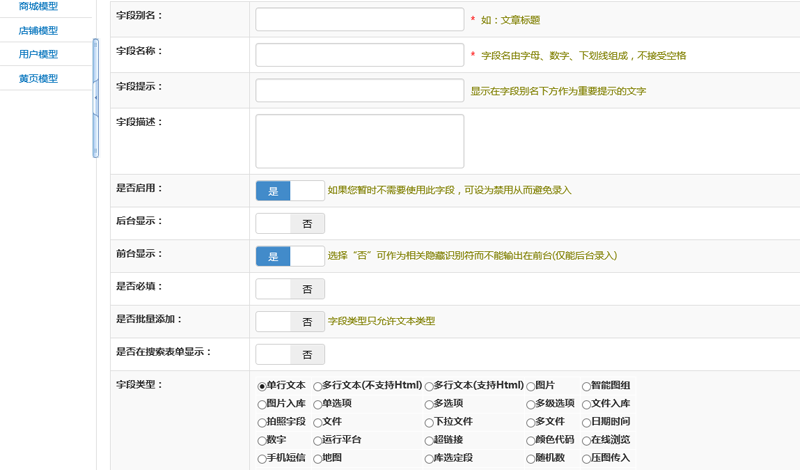 商城模型
店铺模型
用户模型
黄页模型
字段别名：
* 如：文章标题
字段名称：
* 字段名由字母、数字、下划线组成，不接受空格
字段提示：
显示在字段别名下方作为重要提示的文字
字段描述：
是否启用：
是 如果您暂时不需要使用此字段，可设为禁用从而避免录入
后台显示：
否
前台显示：
是 选择“否”可作为相关隐藏识别符而不能输出在前台(仅能后台录入)
是否必填：
否
是否批量添加：
否 字段类型只允许文本类型
是否在搜索表单显示：
否
字段类型：
单行文本 多行文本(不支持Html) 多行文本(支持Html) 图片 智能图组
图片入库 单选项 多选项 多级选项 文件入库
拍照字段 文件 下拉文件 多文件 日期时间
数字 运行平台 超链接 颜色代码 在线浏览
手机短信 地图 库选定段 随机数 压图传入